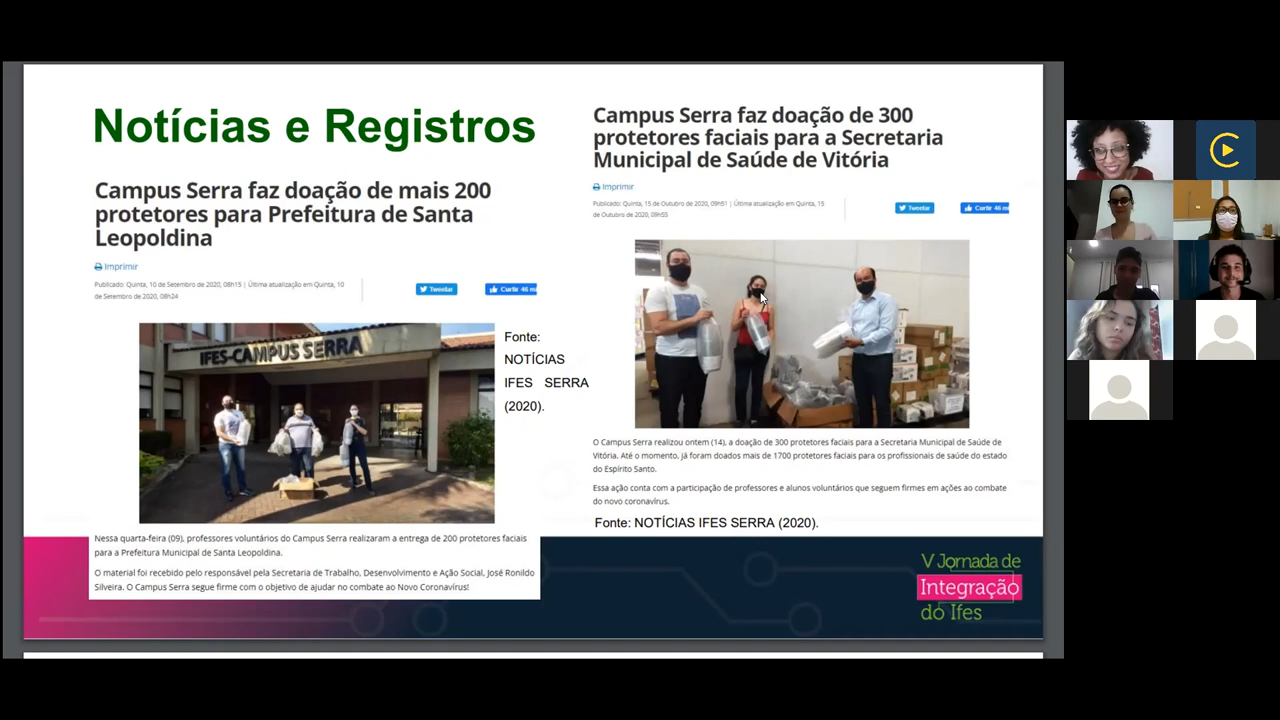 Notícias e Registros
Campus Serra faz doação de mais 200
protetores para Prefeitura de Santa
Leopoldina
Imprimir
Publicado: Quinta, 10 de Setembro de 2020, 08h15 | Última atualização em Quinta, 10
de Setembro de 2020, 08h24
Tweetar
Curtir 46 mi
IFES-CAMPUS SERRA
Fonte:
NOTÍCIAS
IFES SERRA
(2020).
Nessa quarta-feira (09), professores voluntários do Campus Serra realizaram a entrega de 200 protetores faciais
para a Prefeitura Municipal de Santa Leopoldina.
O material foi recebido pelo responsável pela Secretaria de Trabalho, Desenvolvimento e Ação Social, José Ronildo
Silveira. O Campus Serra segue firme com o objetivo de ajudar no combate ao Novo Coronavírus!
Campus Serra faz doação de 300
protetores faciais para a Secretaria
Municipal de Saúde de Vitória
Imprimir
Publicado: Quinta, 15 de Outubro de 2020, 09h51 | Última atualização em Quinta, 15
de Outubro de 2020, 09h55
Tweetar
Curtir 46 mi
O Campus Serra realizou ontem (14), a doação de 300 protetores faciais para a Secretaria Municipal de Saúde de
Vitória. Até o momento, já foram doados mais de 1700 protetores faciais para os profissionais de saúde do estado
do Espírito Santo.
Essa ação conta com a participação de professores e alunos voluntários que seguem firmes em ações ao combate
do novo coronavírus.
Fonte: NOTÍCIAS IFES SERRA (2020).
V Jornada de
Integração
do Ifes